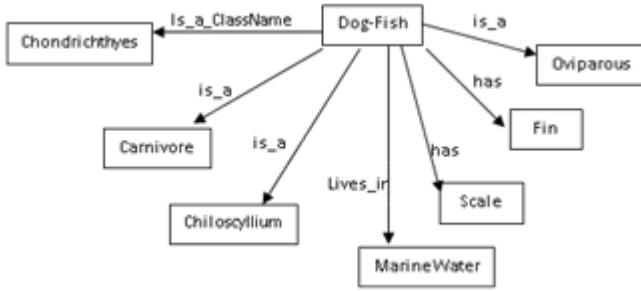 Is_a_ClassName
Dog-Fish
is_a
Chondrichthyes
Oviparous
is_a
has
Carnivore
is_a
has
Fin
Lives_in
Scale
Chiloscyllium
MarineWater